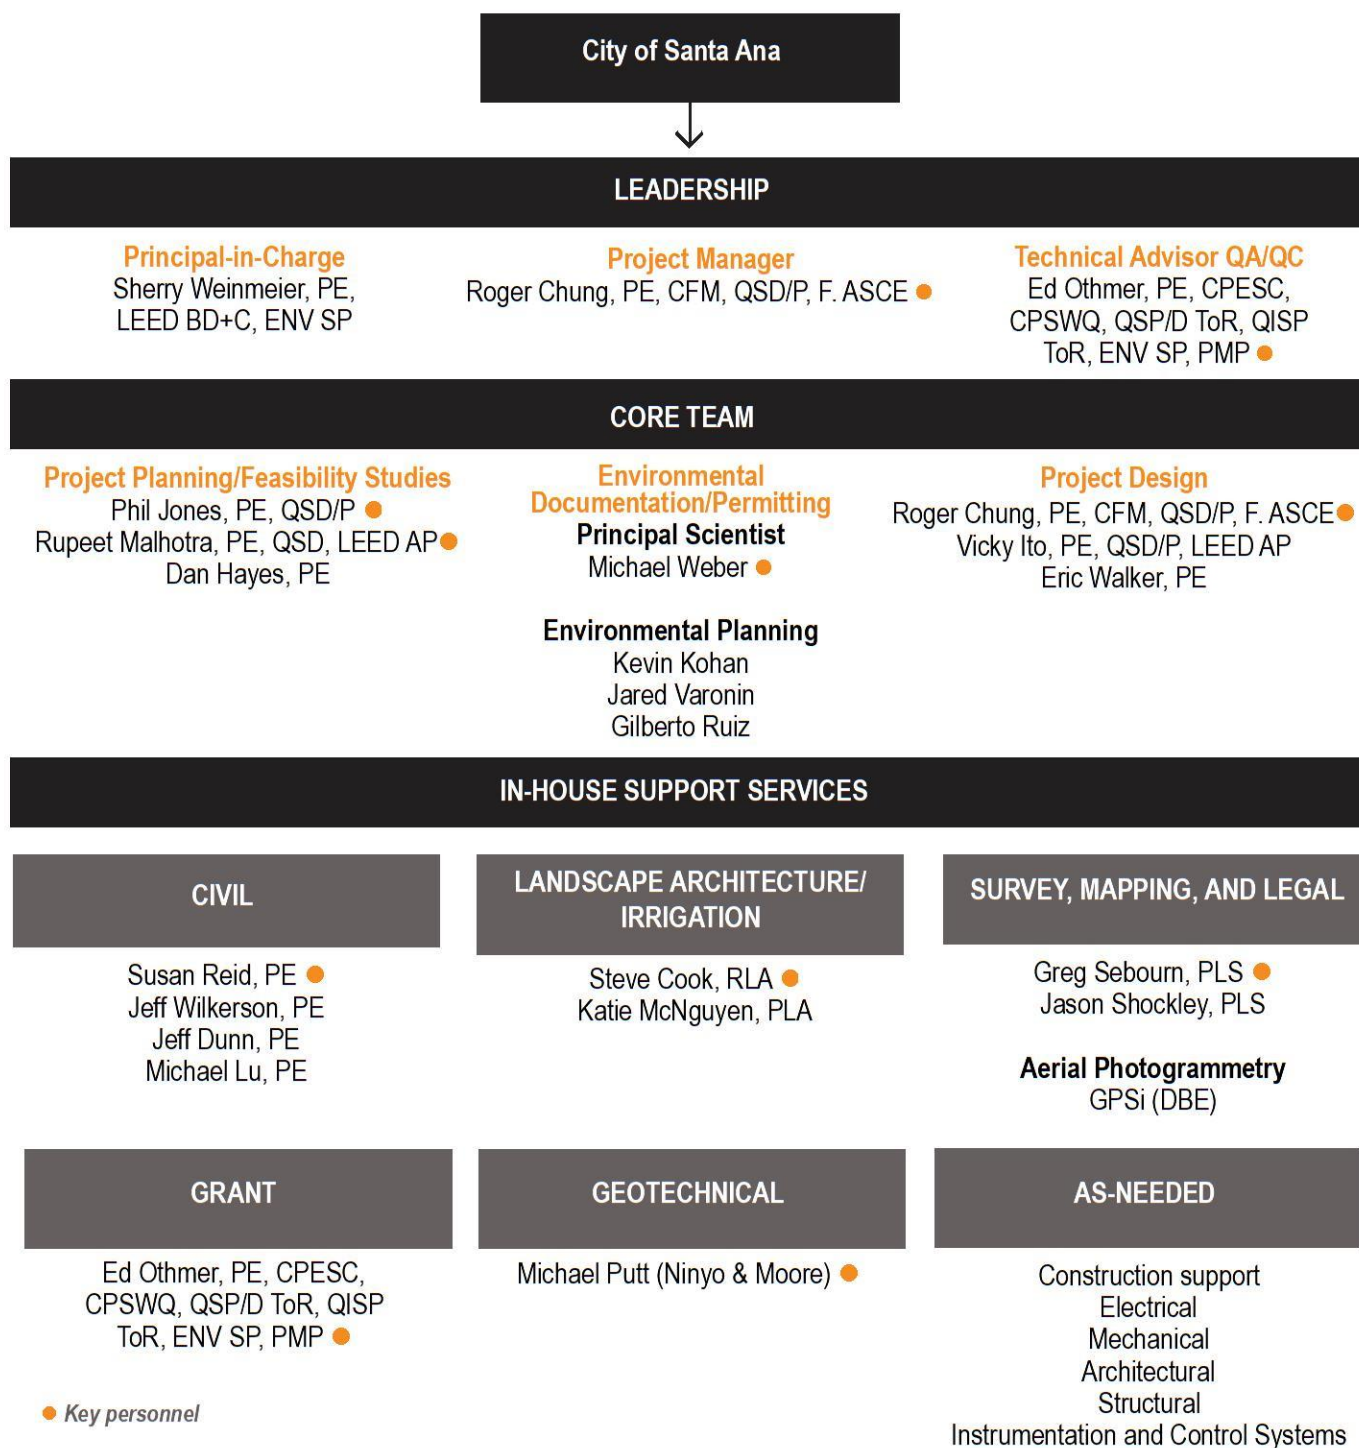 City of Santa Ana
LEADERSHIP
Principal-in-Charge
Sherry Weinmeier, PE,
LEED BD+C, ENV SP
Project Manager
Roger Chung, PE, CFM, QSD/P, F. ASCE
Technical Advisor QA/QC
Ed Othmer, PE, CPESC,
CPSWQ, QSP/D ToR, QISP
ToR, ENV SP, PMP
CORE TEAM
Project Planning/Feasibility Studies
Phil Jones, PE, QSD/P
Rupeet Malhotra, PE, QSD, LEED AP
Dan Hayes, PE
Environmental
Documentation/Permitting
Principal Scientist
Michael Weber
Environmental Planning
Kevin Kohan
Jared Varonin
Gilberto Ruiz
Project Design
Roger Chung, PE, CFM, QSD/P, F. ASCE
Vicky Ito, PE, QSD/P, LEED AP
Eric Walker, PE
IN-HOUSE SUPPORT SERVICES
CIVIL
Susan Reid, PE
Jeff Wilkerson, PE
Jeff Dunn, PE
Michael Lu, PE
LANDSCAPE ARCHITECTURE/
IRRIGATION
Steve Cook, RLA
Katie McNguyen, PLA
SURVEY, MAPPING, AND LEGAL
Greg Sebourn, PLS
Jason Shockley, PLS
Aerial Photogrammetry
GPSi (DBE)
GRANT
Ed Othmer, PE, CPESC,
CPSWQ, QSP/D ToR, QISP
ToR, ENV SP, PMP
GEOTECHNICAL
Michael Putt (Ninyo & Moore)
AS-NEEDED
Construction support
Electrical
Mechanical
Architectural
Structural
Instrumentation and Control Systems
Key personnel